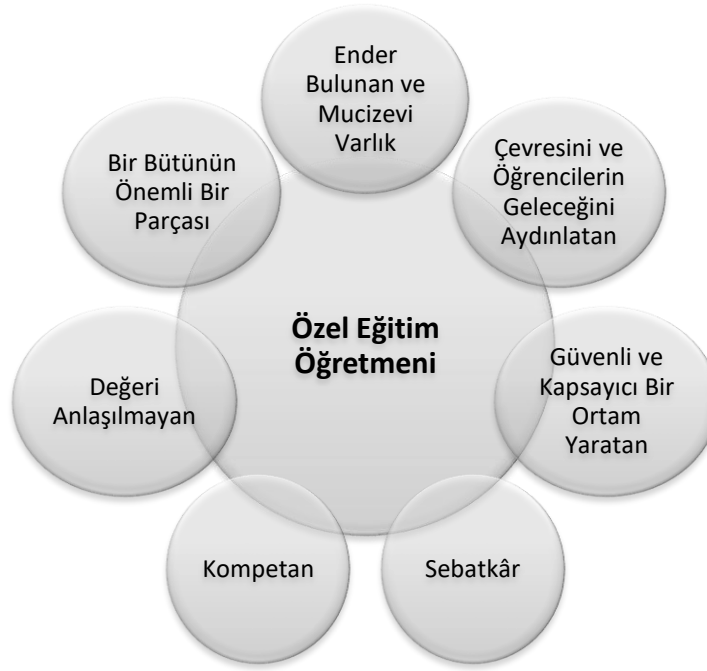 Ender
Bulunan ve
Mucizevi
Varlık
Çevresini ve
Öğrencilerin
Geleceğini
Aydınlatan
Güvenli ve
Kapsayıcı Bir
Ortam
Yaratan
Sebatkâr
Kompetan
Değeri
Anlaşılmayan
Bir Bütünün
Önemli Bir
Parçası
Özel Eğitim
Öğretmeni